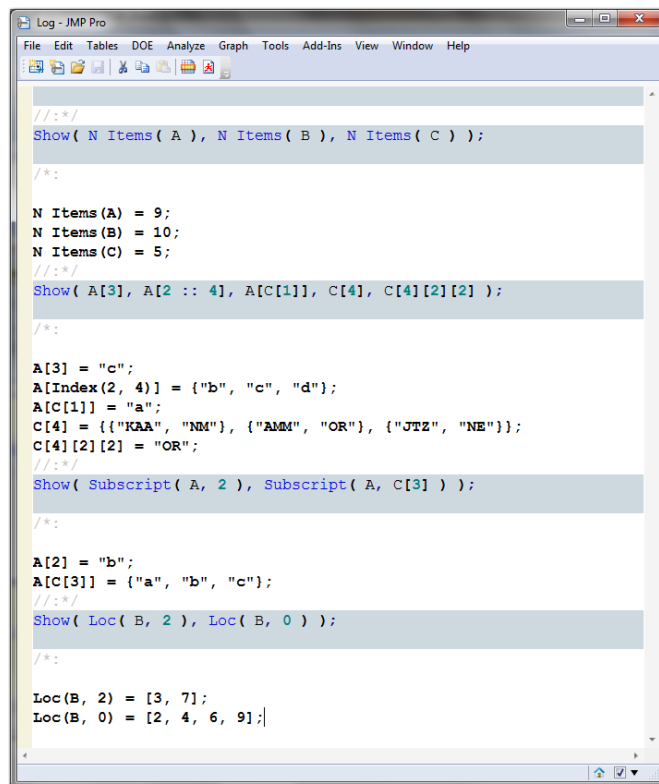 Log - JMP Pro
File Edit Tables DOE Analyze Graph Tools Add-Ins View Window Help
//:*/
Show( N Items( A ), N Items( B ), N Items( C ) );
/*:
N Items(A) = 9;
N Items(B) = 10;
N Items(C) = 5;
//:*/
Show( A[3], A[2 :: 4], A[C[1]], C[4], C[4][2][2] );
/*:
A[3] = "c";
A[Index(2, 4)] = {"b", "c", "d"};
A[C[1]] = "a";
C[4] = {{"KAA", "NM"}, {"AMM", "OR"}, {"JTZ", "NE"}};
C[4][2][2] = "OR";
//:*/
Show( Subscript( A, 2 ), Subscript( A, C[3] ) );
/*:
A[2] = "b";
A[C[3]] = {"a", "b", "c"};
//:*/
Show( Loc( B, 2 ), Loc( B, 0 ) );
/*:
Loc(B, 2) = [3, 7];
Loc(B, 0) = [2, 4, 6, 9];